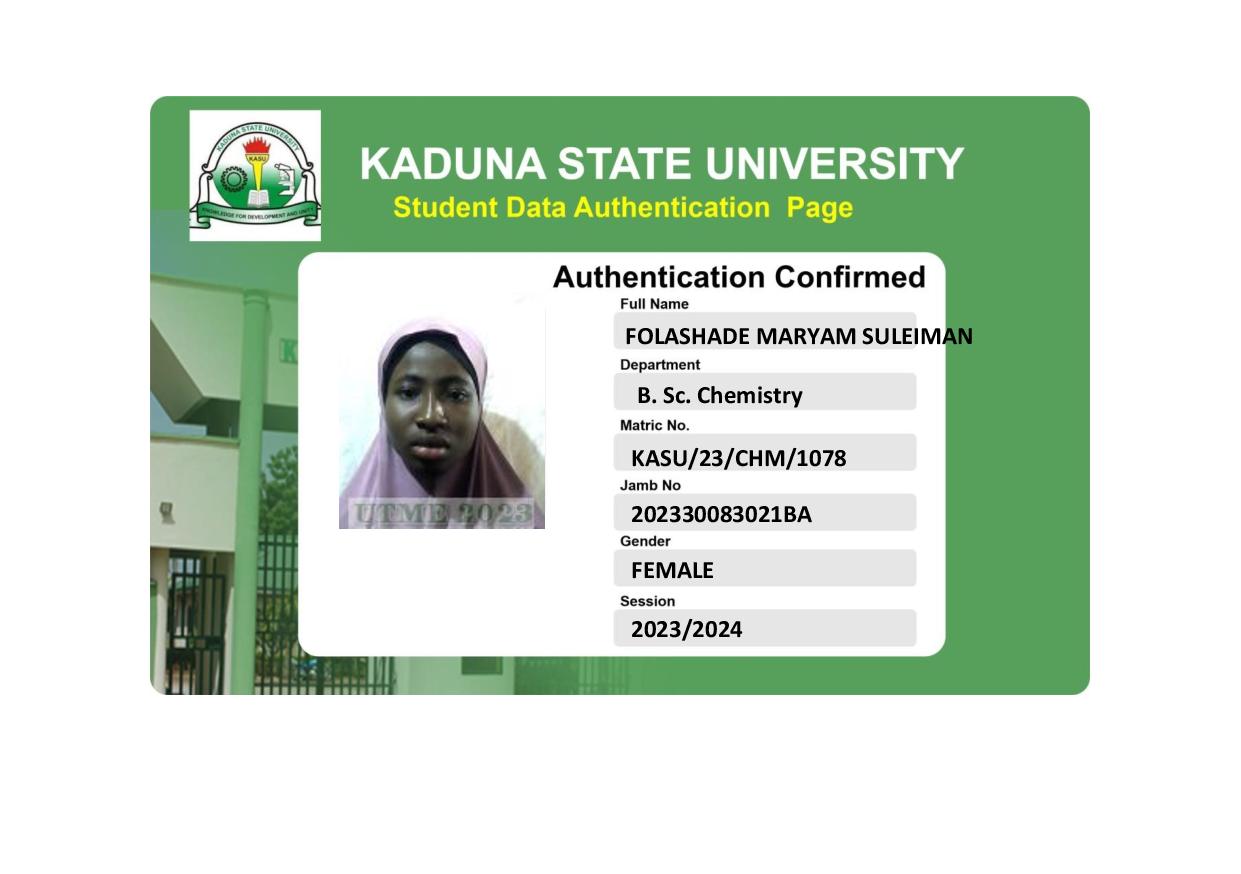 KADUNA STATE UNIVERSITY
KASU
KNOWLEDGE FOR DEVELOPMENT AND UNITY
KADUNA STATE UNIVERSITY
Student Data Authentication Page
Authentication Confirmed
Full Name
FOLASHADE MARYAM SULEIMAN
Department
B. Sc. Chemistry
Matric No.
KASU/23/CHM/1078
Jamb No
202330083021BA
Gender
FEMALE
Session
2023/2024
UTME 2023
K